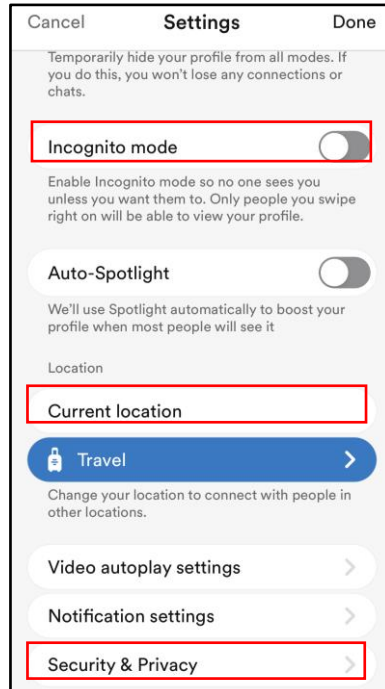 Cancel Settings Done
Temporarily hide your profile from all modes. If
you do this, you won't lose any connections or
chats.
Incognito mode
Enable Incognito mode so no one sees you
unless you want them to. Only people you swipe
right on will be able to view your profile.
Auto-Spotlight
We'll use Spotlight automatically to boost your
profile when most people will see it
Location
Current location
Travel
Change your location to connect with people in
other locations.
Video autoplay settings
Notification settings
Security & Privacy